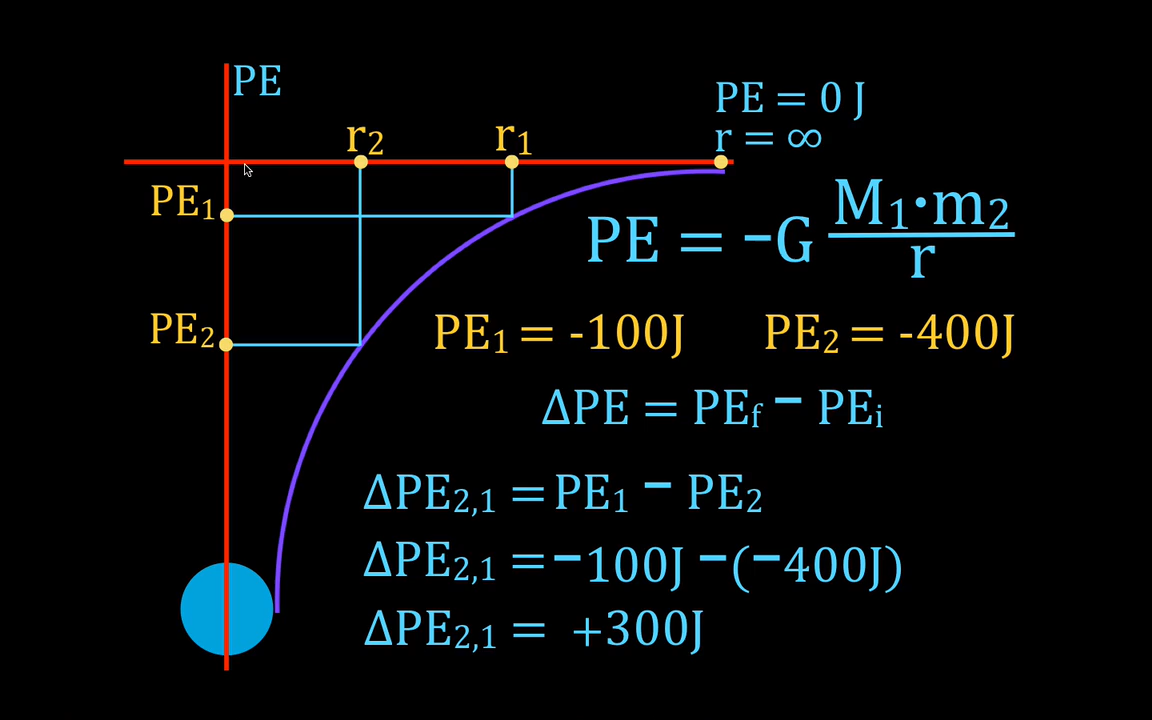 PE
PE = 0 J
r₂ r₁ r = ∞
PE₁
PE = -G M₁·m₂ / r
PE₂
PE₁ = -100J PE₂ = -400J
ΔPE = PEf - PEi
ΔPE₂,₁ = PE₁ - PE₂
ΔPE₂,₁ = -100J -(-400J)
ΔPE₂,₁ = +300J